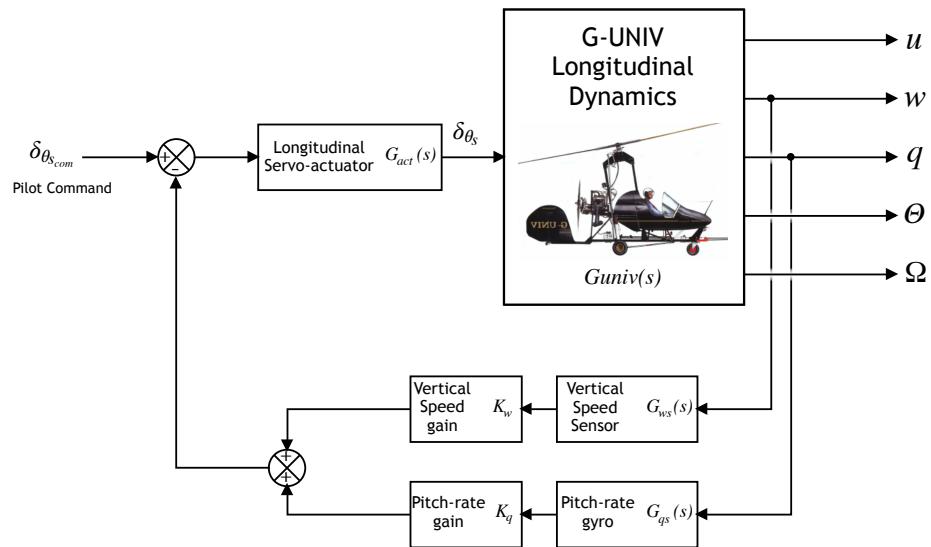 G-UNIV
Longitudinal
Dynamics
u
w
q
Θ
Ω
δθScom
Pilot Command
+
−
Longitudinal
Servo-actuator
Gact(s)
δθS
G-UNIV
Guniv(s)
Vertical
Speed
gain
Kw
Vertical
Speed
Sensor
Gws(s)
+
+
Pitch-rate
gain
Kq
Pitch-rate
gyro
Gqs(s)